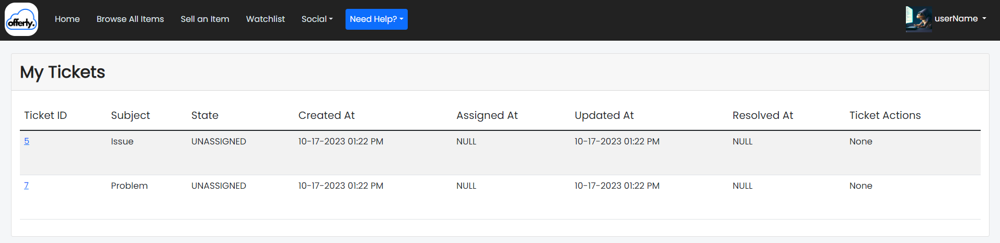 offerly. Home Browse All Items Sell an Item Watchlist Social Need Help? userName
My Tickets
Ticket ID Subject State Created At Assigned At Updated At Resolved At Ticket Actions
5 Issue UNASSIGNED 10-17-2023 01:22 PM NULL 10-17-2023 01:22 PM NULL None
7 Problem UNASSIGNED 10-17-2023 01:22 PM NULL 10-17-2023 01:22 PM NULL None